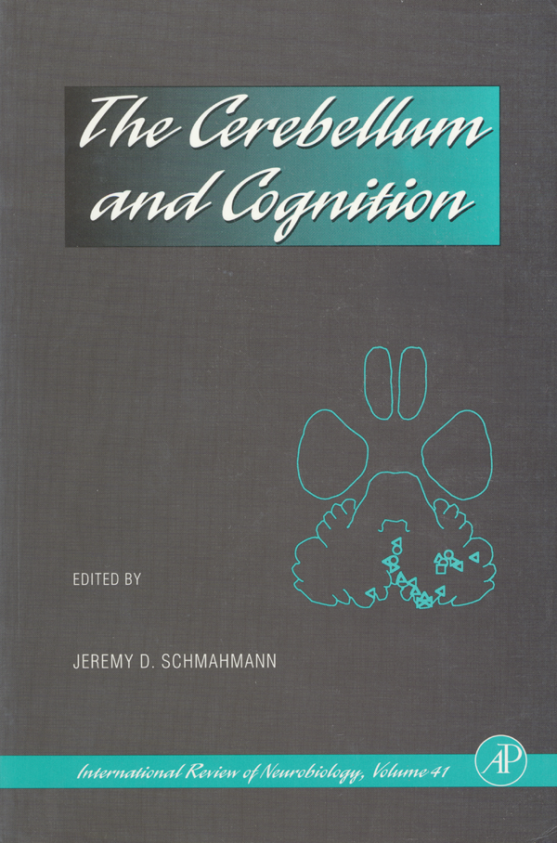 The Cerebellum
and Cognition
EDITED BY
JEREMY D. SCHMAHMANN
International Review of Neurobiology, Volume 41
AP